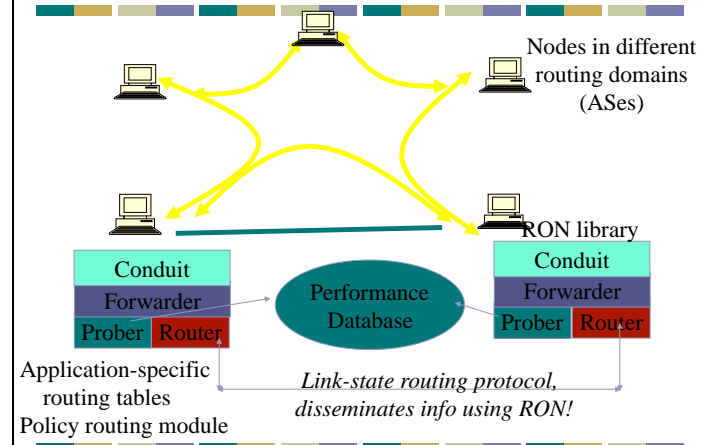 Nodes in different
routing domains
(ASes)
RON library
Conduit
Forwarder
Prober
Router
Performance
Database
Conduit
Forwarder
Prober
Router
Application-specific
routing tables
Policy routing module
Link-state routing protocol,
disseminates info using RON!